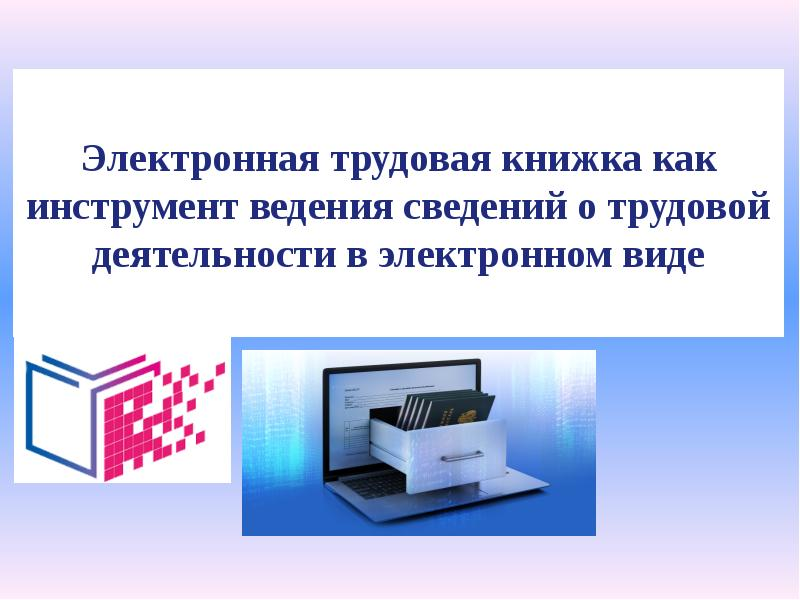 Электронная трудовая книжка как
инструмент ведения сведений о трудовой
деятельности в электронном виде